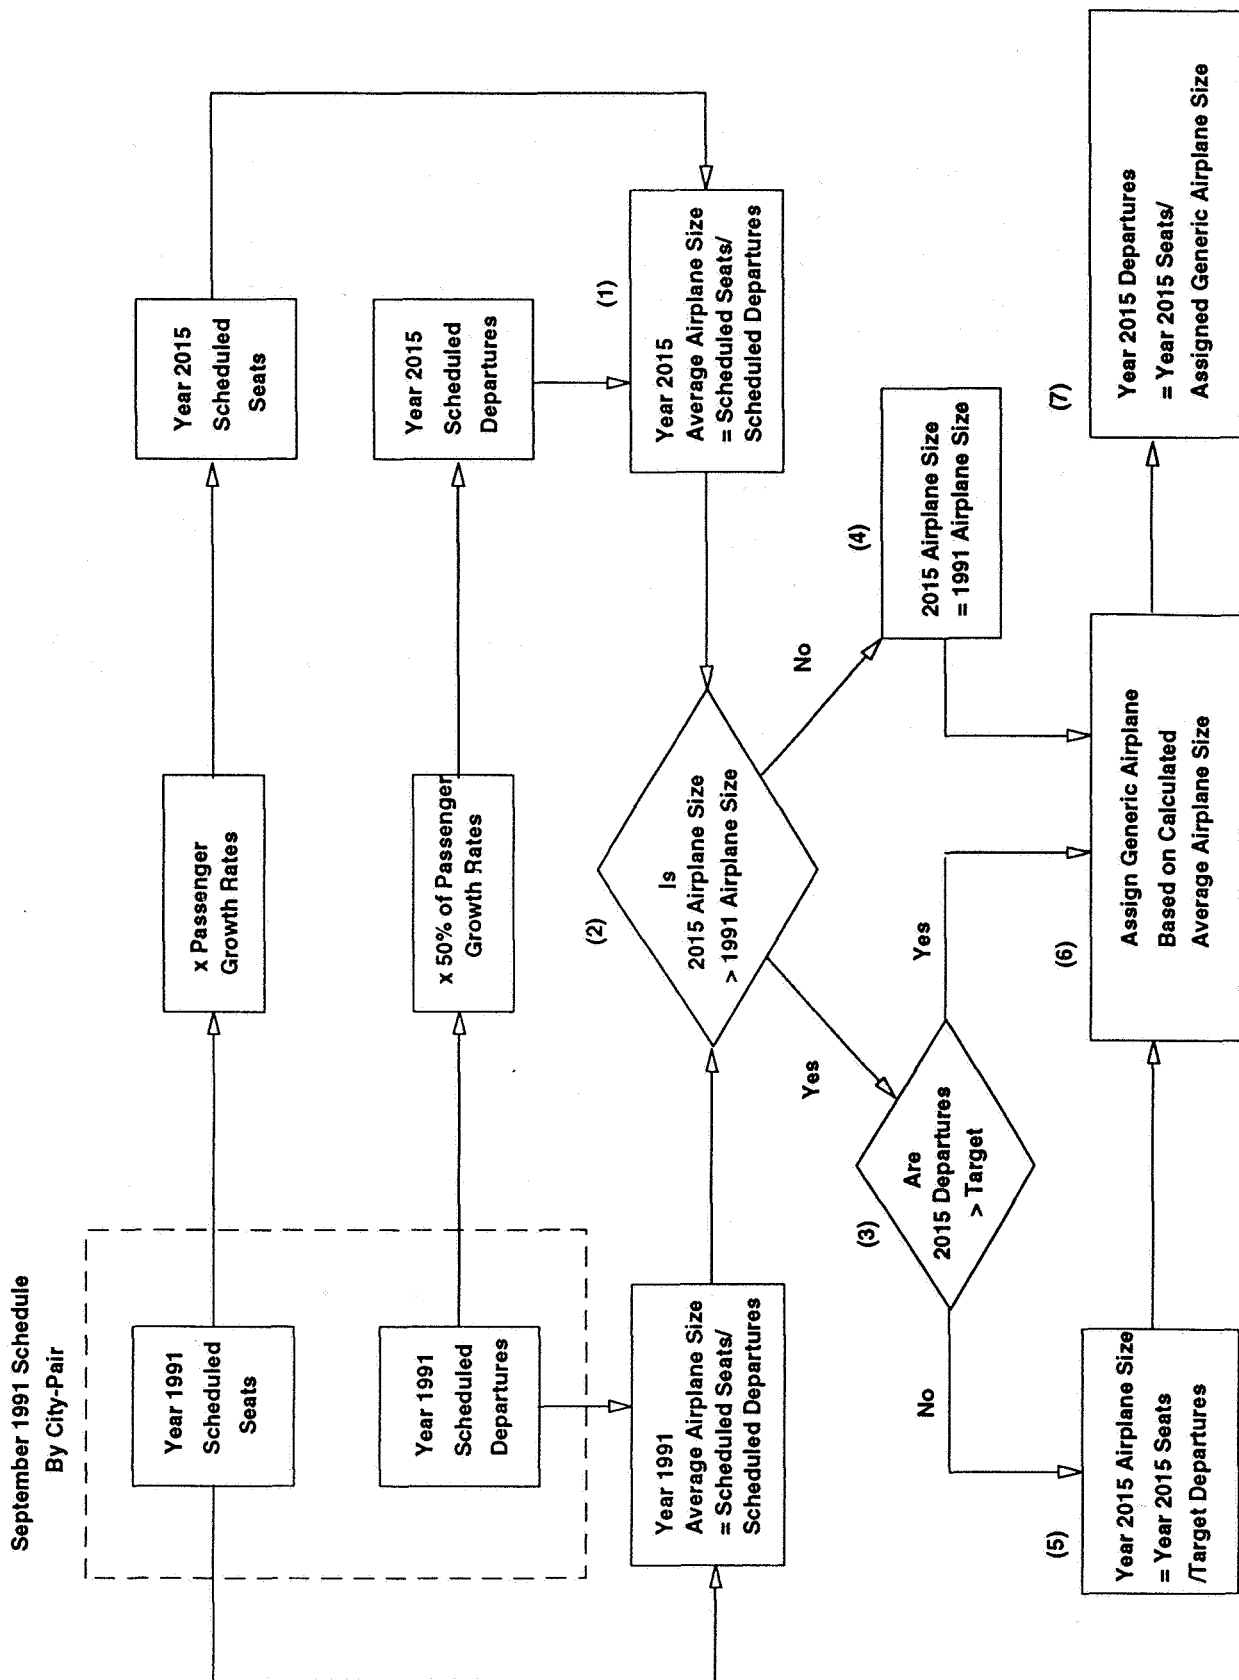 September 1991 Schedule
By City-Pair
Year 1991
Scheduled
Seats
x Passenger
Growth Rates
Year 2015
Scheduled
Seats
Year 1991
Scheduled
Departures
x 50% of Passenger
Growth Rates
Year 2015
Scheduled
Departures
Year 1991
Average Airplane Size
= Scheduled Seats/
Scheduled Departures
(2)
Is
2015 Airplane Size
> 1991 Airplane Size
(1)
Year 2015
Average Airplane Size
= Scheduled Seats/
Scheduled Departures
Yes
No
(3)
Are
2015 Departures
> Target
No
Yes
(4)
2015 Airplane Size
= 1991 Airplane Size
(5)
Year 2015 Airplane Size
= Year 2015 Seats
/Target Departures
(6)
Assign Generic Airplane
Based on Calculated
Average Airplane Size
(7)
Year 2015 Departures
= Year 2015 Seats/
Assigned Generic Airplane Size